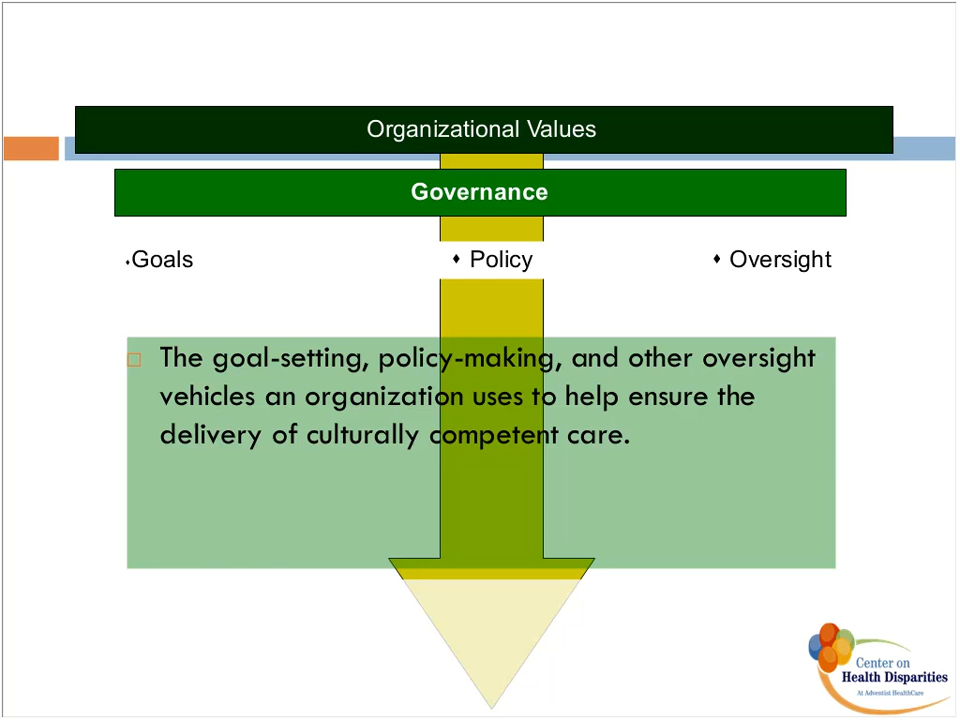 Organizational Values
Governance
Goals
Policy
Oversight
The goal-setting, policy-making, and other oversight
vehicles an organization uses to help ensure the
delivery of culturally competent care.
Center on
Health Disparities
At Adventist HealthCare